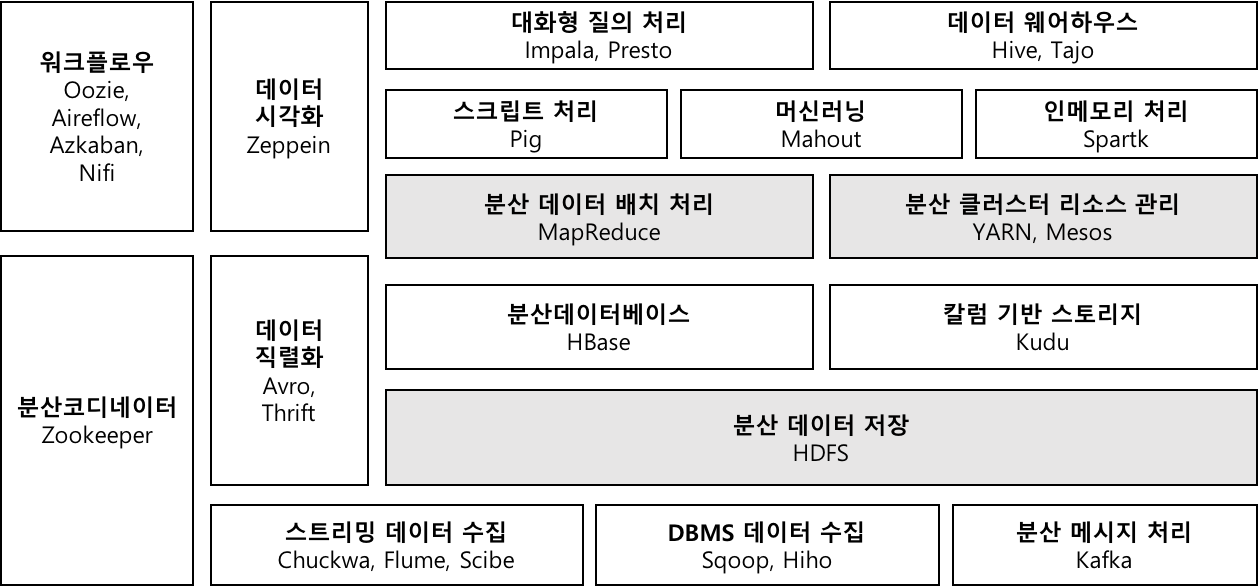 워크플로우
Oozie,
Aireflow,
Azkaban,
Nifi
데이터
시각화
Zeppein
대화형 질의 처리
Impala, Presto
데이터 웨어하우스
Hive, Tajo
스크립트 처리
Pig
머신러닝
Mahout
인메모리 처리
Spartk
분산 데이터 배치 처리
MapReduce
분산 클러스터 리소스 관리
YARN, Mesos
분산코디네이터
Zookeeper
데이터
직렬화
Avro,
Thrift
분산데이터베이스
HBase
칼럼 기반 스토리지
Kudu
분산 데이터 저장
HDFS
스트리밍 데이터 수집
Chuckwa, Flume, Scibe
DBMS 데이터 수집
Sqoop, Hiho
분산 메시지 처리
Kafka